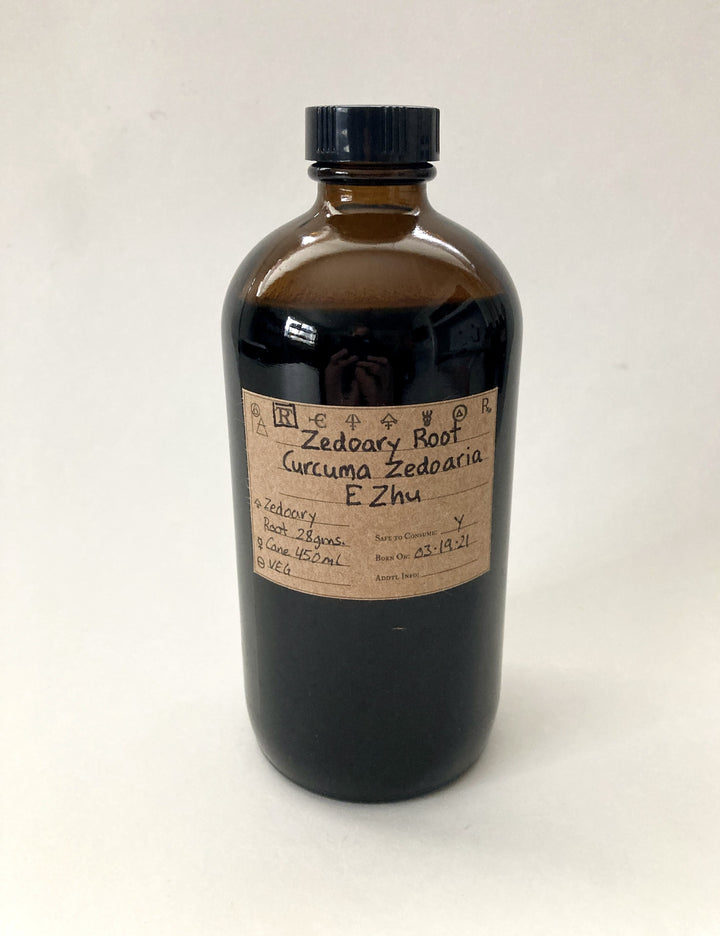 Zedoary Root
Curcuma Zedoaria
E Zhu
Zedoary
Root 28gms.
Cane 450mL
VEG
SAFE TO CONSUME: Y
BORN ON: 03·19·21
ADDTL INFO: